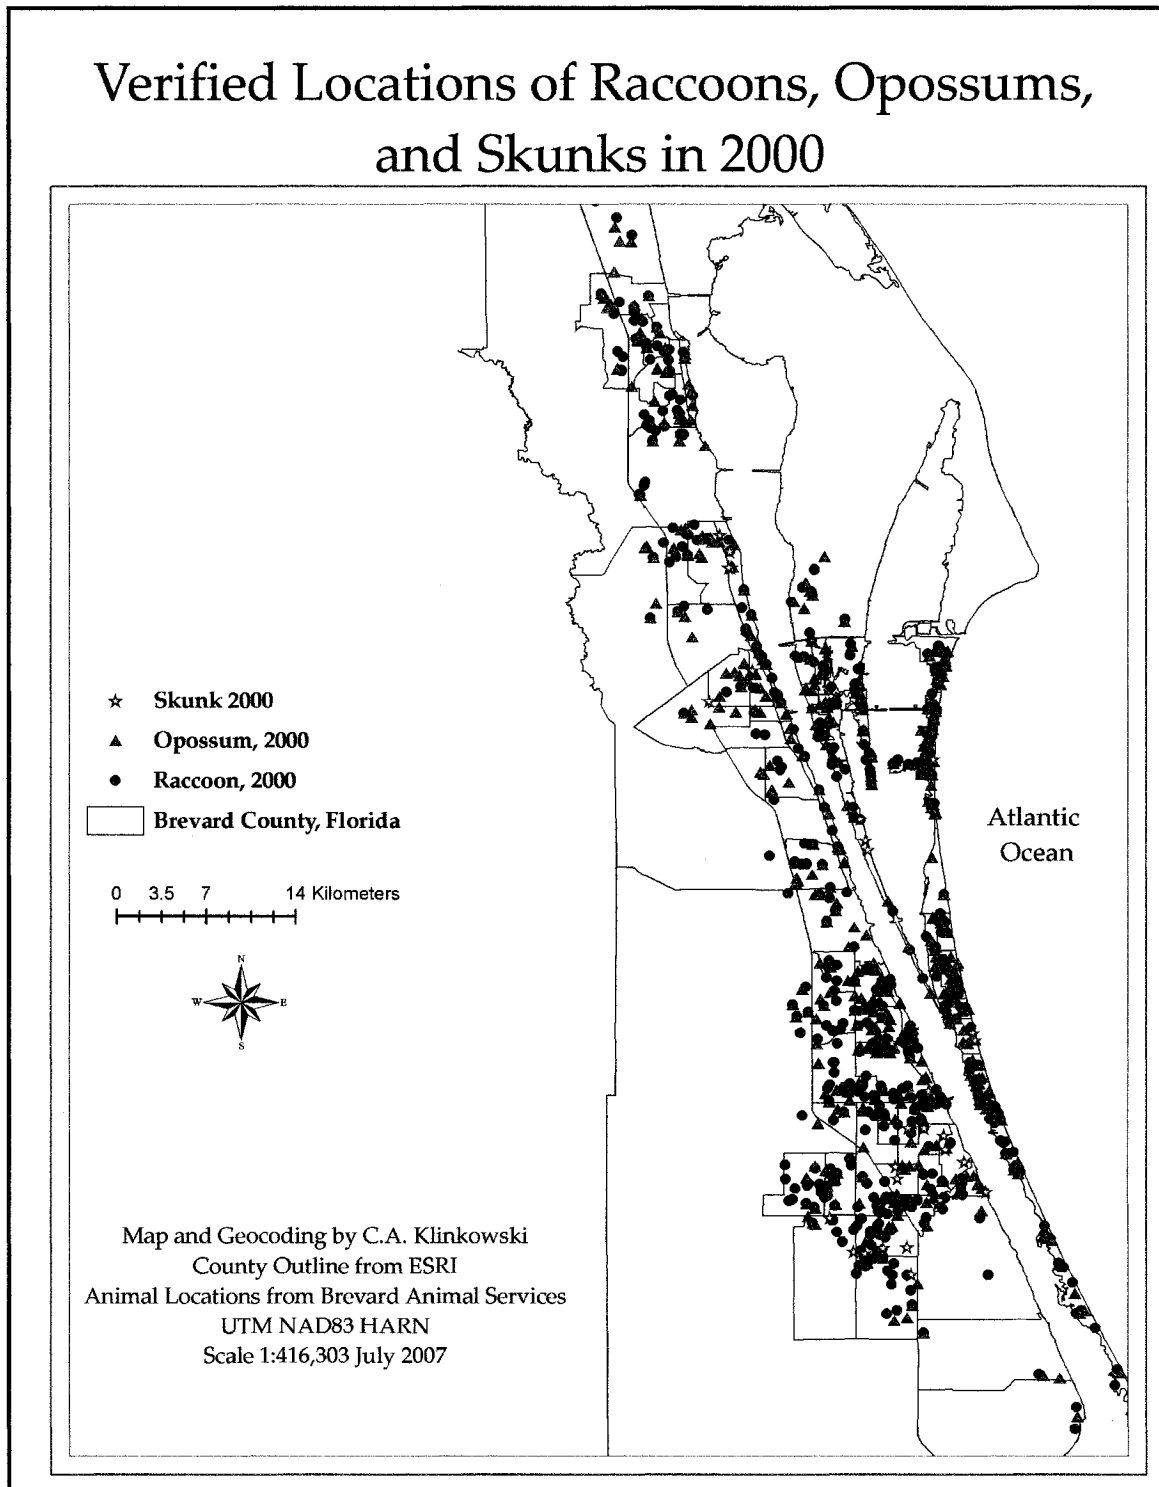 Verified Locations of Raccoons, Opossums,
and Skunks in 2000
Skunk 2000
Opossum, 2000
Raccoon, 2000
Brevard County, Florida
0 3.5 7 14 Kilometers
N
W E
S
Atlantic
Ocean
Map and Geocoding by C.A. Klinkowski
County Outline from ESRI
Animal Locations from Brevard Animal Services
UTM NAD83 HARN
Scale 1:416,303 July 2007